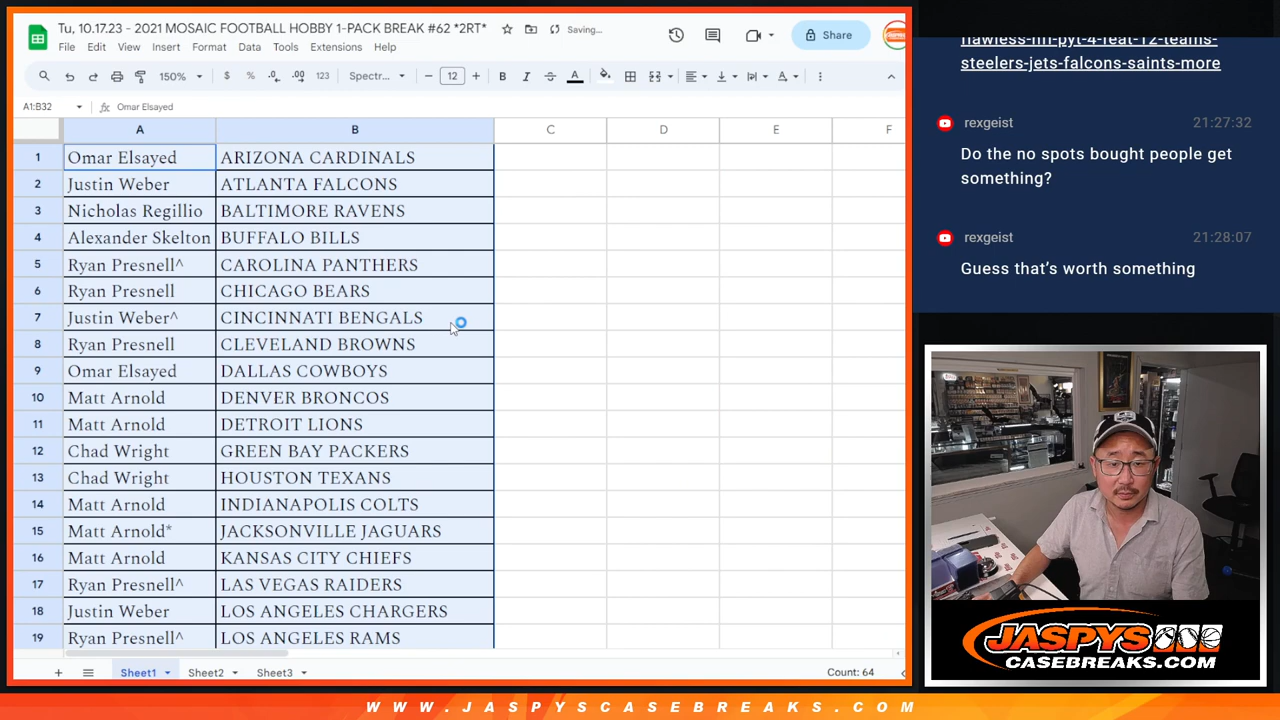 Tu, 10.17.23 - 2021 MOSAIC FOOTBALL HOBBY 1-PACK BREAK #62 *2RT*
Saving...
Share
File Edit View Insert Format Data Tools Extensions Help
150% $ % .0 .00 123 Spectr... 12 B I A
A1:B32 fx Omar Elsayed
A B C D E F
1 Omar Elsayed ARIZONA CARDINALS
2 Justin Weber ATLANTA FALCONS
3 Nicholas Regillio BALTIMORE RAVENS
4 Alexander Skelton BUFFALO BILLS
5 Ryan Presnell^ CAROLINA PANTHERS
6 Ryan Presnell CHICAGO BEARS
7 Justin Weber^ CINCINNATI BENGALS
8 Ryan Presnell CLEVELAND BROWNS
9 Omar Elsayed DALLAS COWBOYS
10 Matt Arnold DENVER BRONCOS
11 Matt Arnold DETROIT LIONS
12 Chad Wright GREEN BAY PACKERS
13 Chad Wright HOUSTON TEXANS
14 Matt Arnold INDIANAPOLIS COLTS
15 Matt Arnold* JACKSONVILLE JAGUARS
16 Matt Arnold KANSAS CITY CHIEFS
17 Ryan Presnell^ LAS VEGAS RAIDERS
18 Justin Weber LOS ANGELES CHARGERS
19 Ryan Presnell^ LOS ANGELES RAMS
Sheet1 Sheet2 Sheet3 Count: 64
flawless-nfl-pyt-4-feat-12-teams-
steelers-jets-falcons-saints-more
rexgeist 21:27:32
Do the no spots bought people get
something?
rexgeist 21:28:07
Guess that's worth something
JASPYS
CASEBREAKS.COM
WWW.JASPYSCASEBREAKS.COM